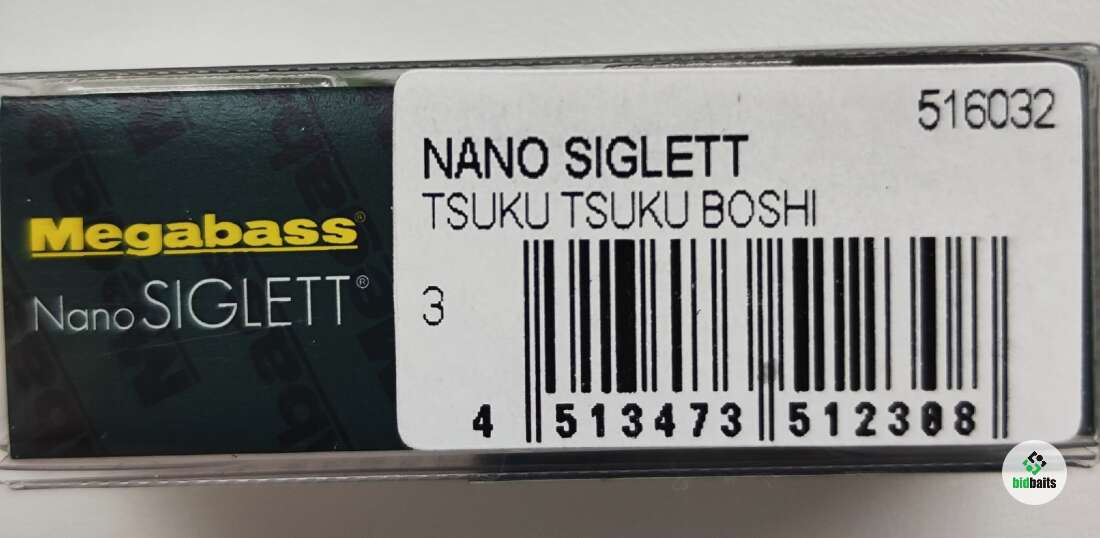 Megabass®
Nano SIGLETT®
516032
NANO SIGLETT
TSUKU TSUKU BOSHI
3
4 513473 512308
bidbaits